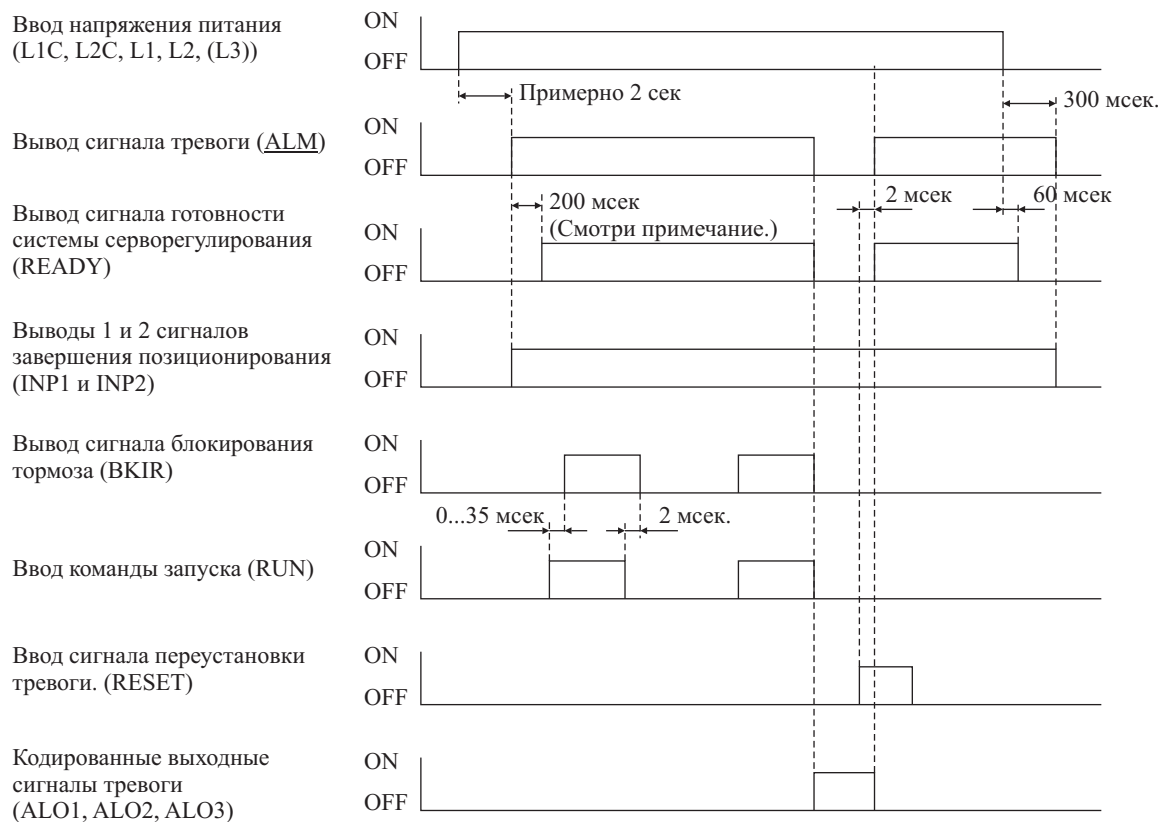 Ввод напряжения питания
(L1C, L2C, L1, L2, (L3))
ON
OFF
Примерно 2 сек
300 мсек.
Вывод сигнала тревоги (ALM)
ON
OFF
200 мсек
(Смотри примечание.)
2 мсек
60 мсек
Вывод сигнала готовности
системы серворегулирования
(READY)
ON
OFF
Выводы 1 и 2 сигналов
завершения позиционирования
(INP1 и INP2)
ON
OFF
Вывод сигнала блокирования
тормоза (BKIR)
ON
OFF
0...35 мсек
2 мсек.
Ввод команды запуска (RUN)
ON
OFF
Ввод сигнала переустановки
тревоги. (RESET)
ON
OFF
Кодированные выходные
сигналы тревоги
(ALO1, ALO2, ALO3)
ON
OFF